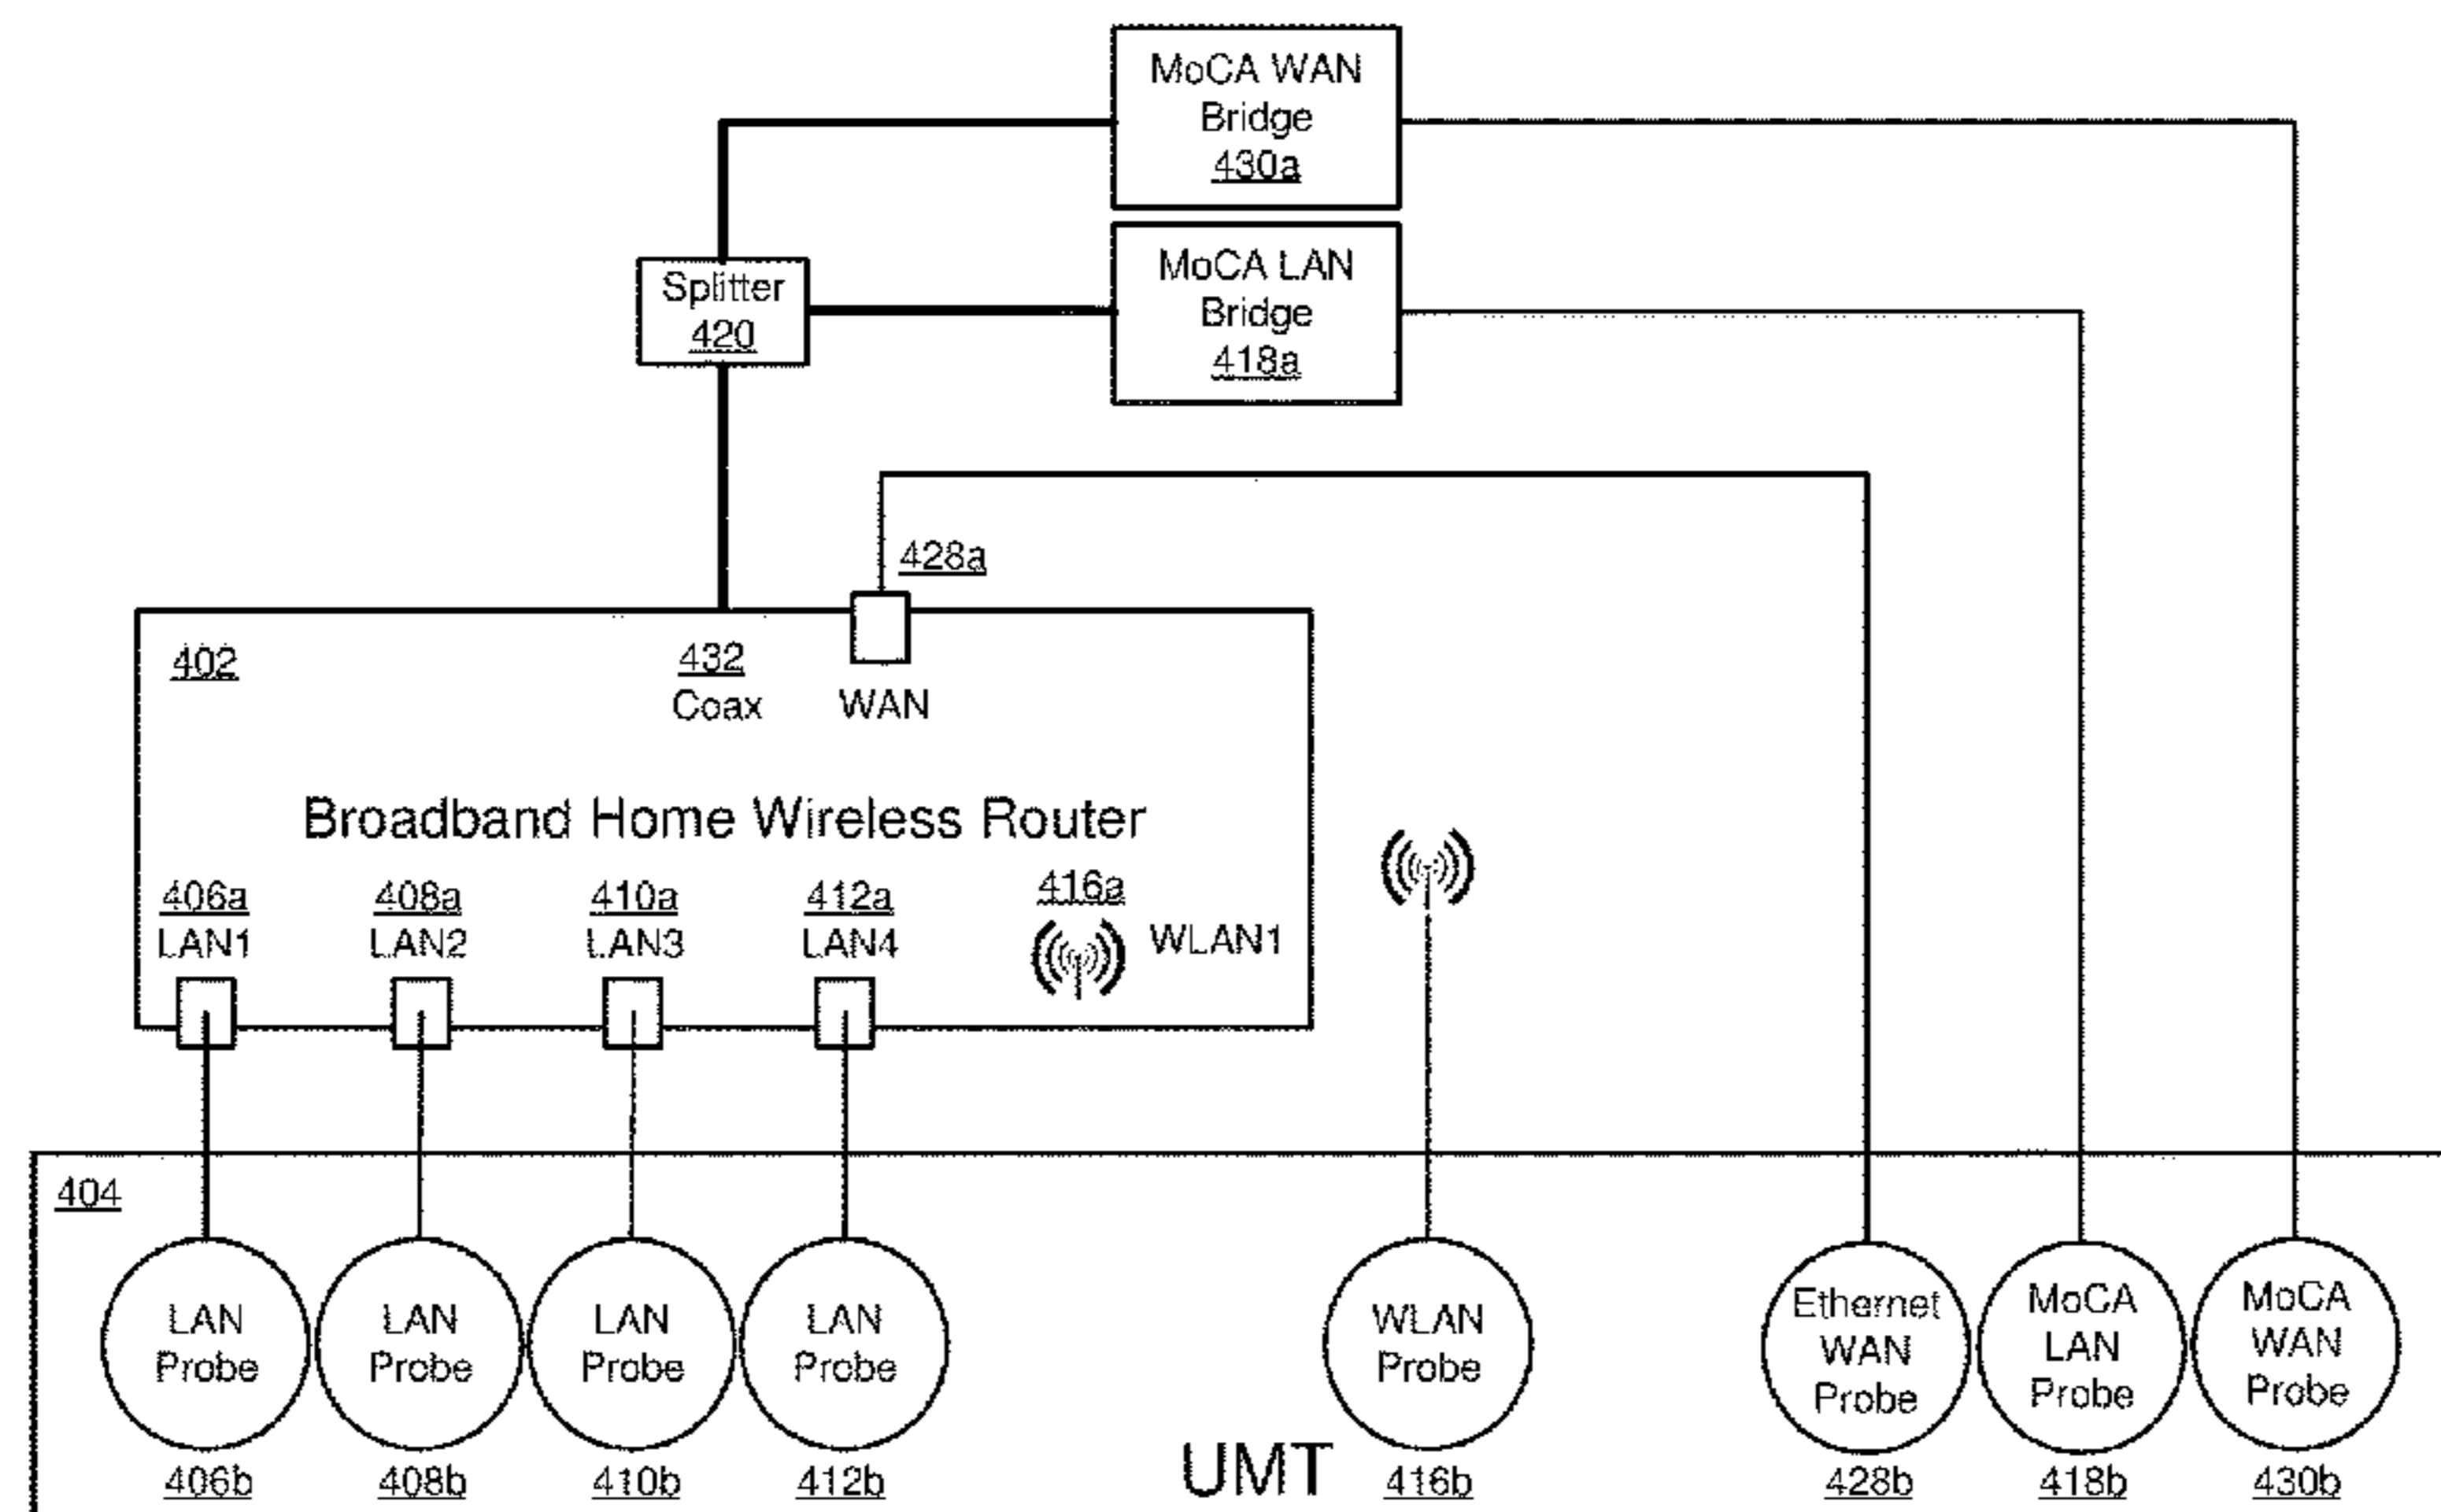 MoCA WAN
Bridge
430a
Splitter
420
MoCA LAN
Bridge
418a
428a
402
432
Coax
WAN
Broadband Home Wireless Router
406a
LAN1
408a
LAN2
410a
LAN3
412a
LAN4
416a
WLAN1
404
LAN
Probe
LAN
Probe
LAN
Probe
LAN
Probe
WLAN
Probe
Ethernet
WAN
Probe
MoCA
LAN
Probe
MoCA
WAN
Probe
406b
408b
410b
412b
UMT
416b
428b
418b
430b